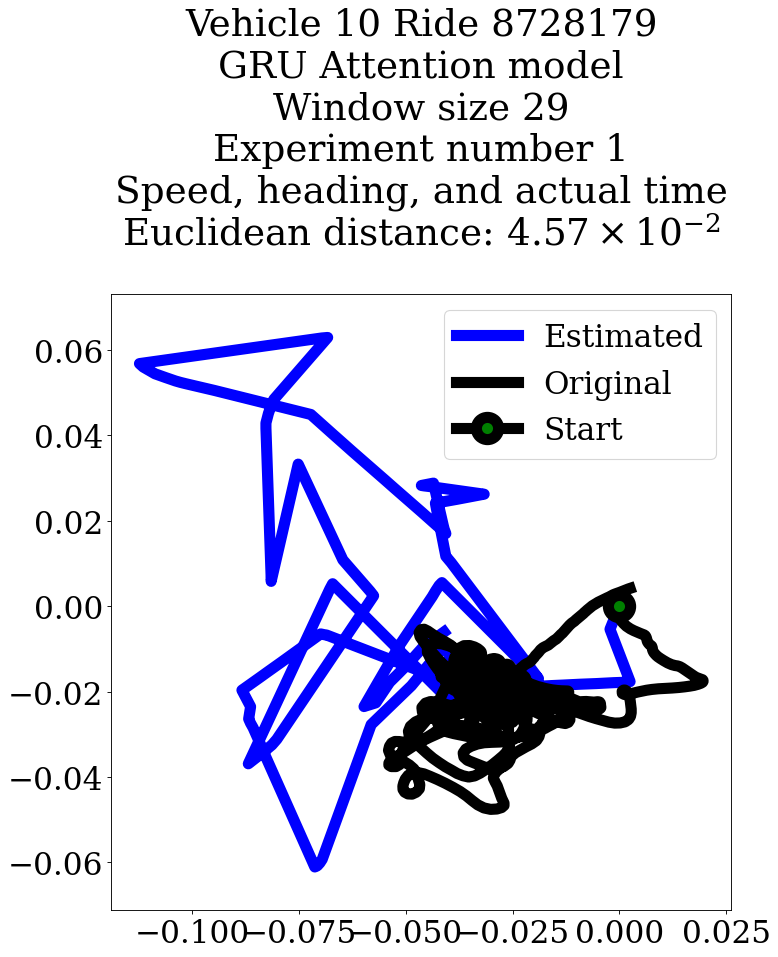 Vehicle 10 Ride 8728179
GRU Attention model
Window size 29
Experiment number 1
Speed, heading, and actual time
Euclidean distance: 4.57 × 10⁻²
Estimated
Original
Start
0.06
0.04
0.02
0.00
−0.02
−0.04
−0.06
−0.100 −0.075 −0.050 −0.025 0.000 0.025